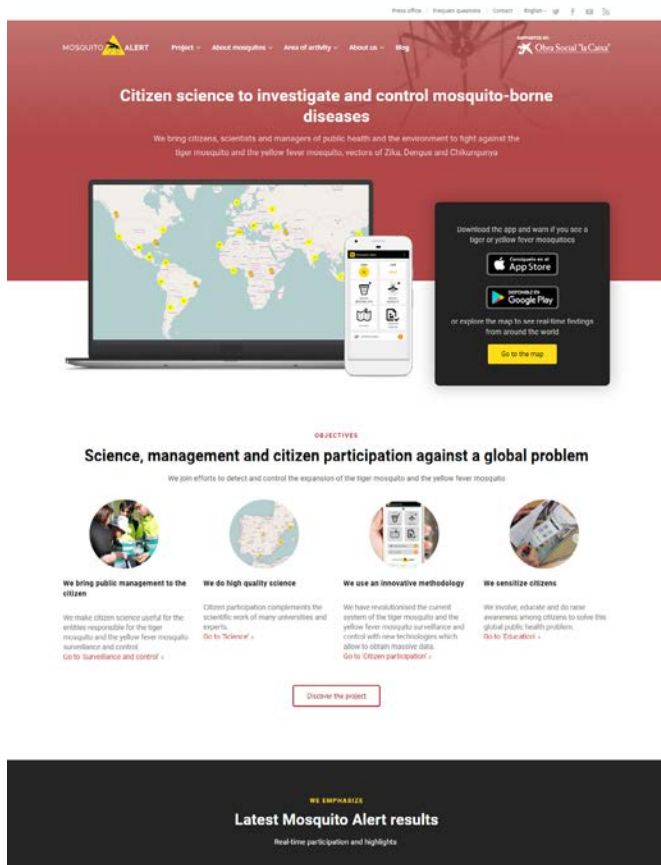 Press office | Frequen quesnons | Contact | English
MOSQUITO ALERT
Project
About mosquitos
Area of activity
About us
Blog
SUPPORTED BY:
Obra Social "la Caixa"
Citizen science to investigate and control mosquito-borne
diseases
We bring citizens, scientists and managers of public health and the environment to fight against the
tiger mosquito and the yellow fever mosquito, vectors of Zika, Dengue and Chikungunya
Download the app and warn if you see a
tiger or yellow fever mosquitoes
Consíguelo en el
App Store
DISPONIBLE EN
Google Play
or explore the map to see real-time findings
from around the world
Go to the map
OBJECTIVES
Science, management and citizen participation against a global problem
We join efforts to detect and control the expansion of the tiger mosquito and the yellow fever mosquito
We bring public management to the
citizen
We make citizen science useful for the
entities responsible for the tiger
mosquito and the yellow fever mosquito
surveillance and control
Go to 'Surveillance and control' ›
We do high quality science
Citizen participation complements the
scientific work of many universities and
experts.
Go to 'Science' ›
We use an innovative methodology
We have revolutionised the current
system of the tiger mosquito and the
yellow fever mosquito surveillance and
control with new technologies which
allow to obtain massive data.
Go to 'Citizen participation' ›
We sensitize citizens
We involve, educate and do raise
awareness among citizens to solve this
global public health problem.
Go to 'Education' ›
Discover the project
WE EMPHASIZE
Latest Mosquito Alert results
Real-time participation and highlights